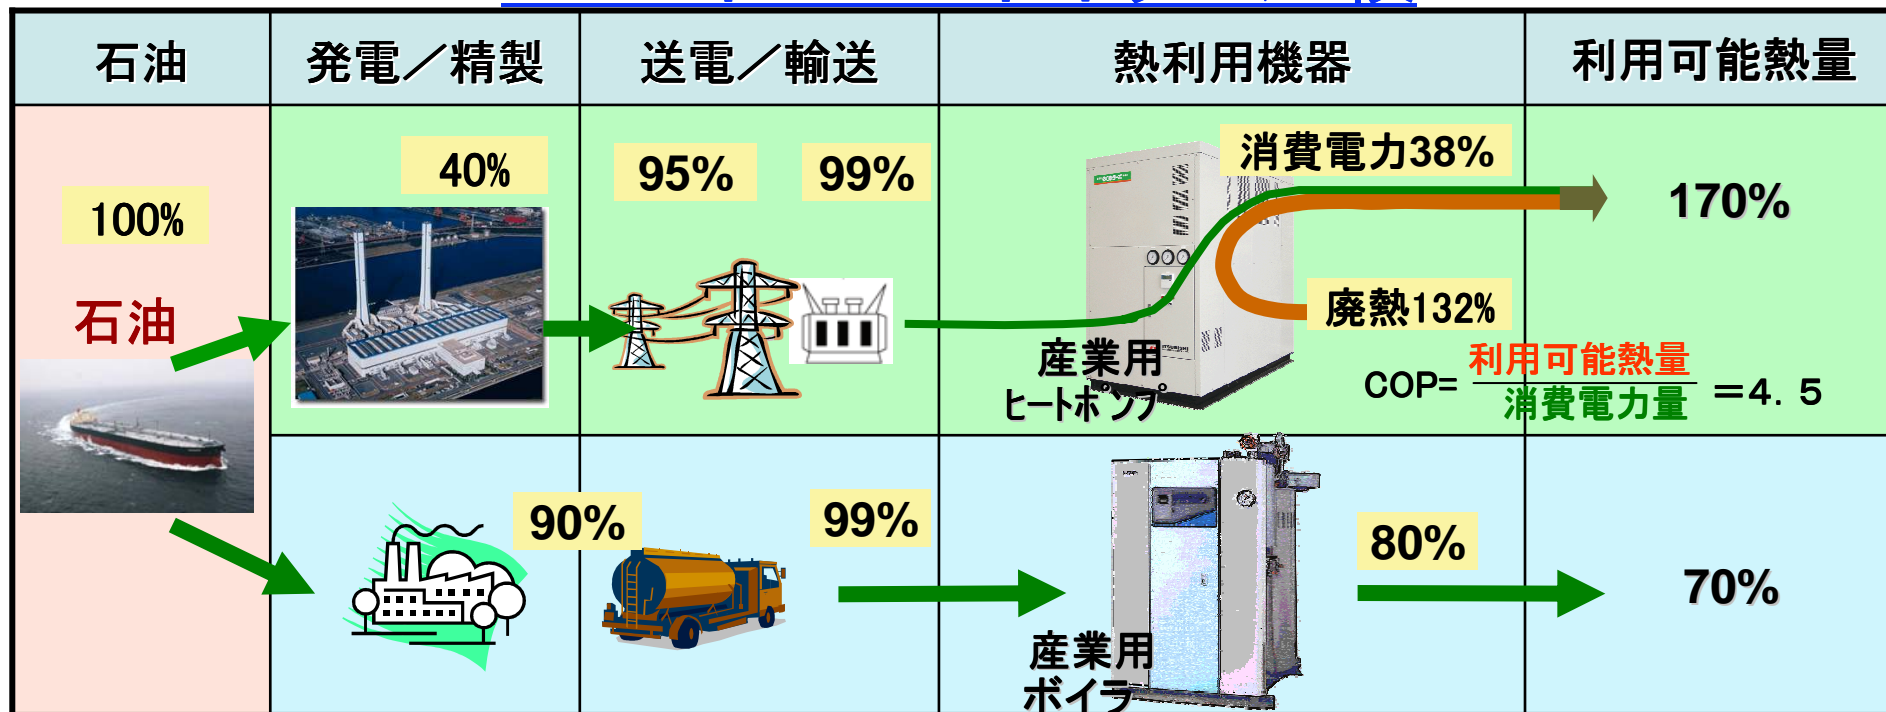 石油
発電／精製
送電／輸送
熱利用機器
利用可能熱量
100%
石油
40%
95%
99%
消費電力38%
廃熱132%
170%
産業用
ヒートポンプ
COP=
利用可能熱量
消費電力量
＝4．5
90%
99%
80%
70%
産業用
ボイラ